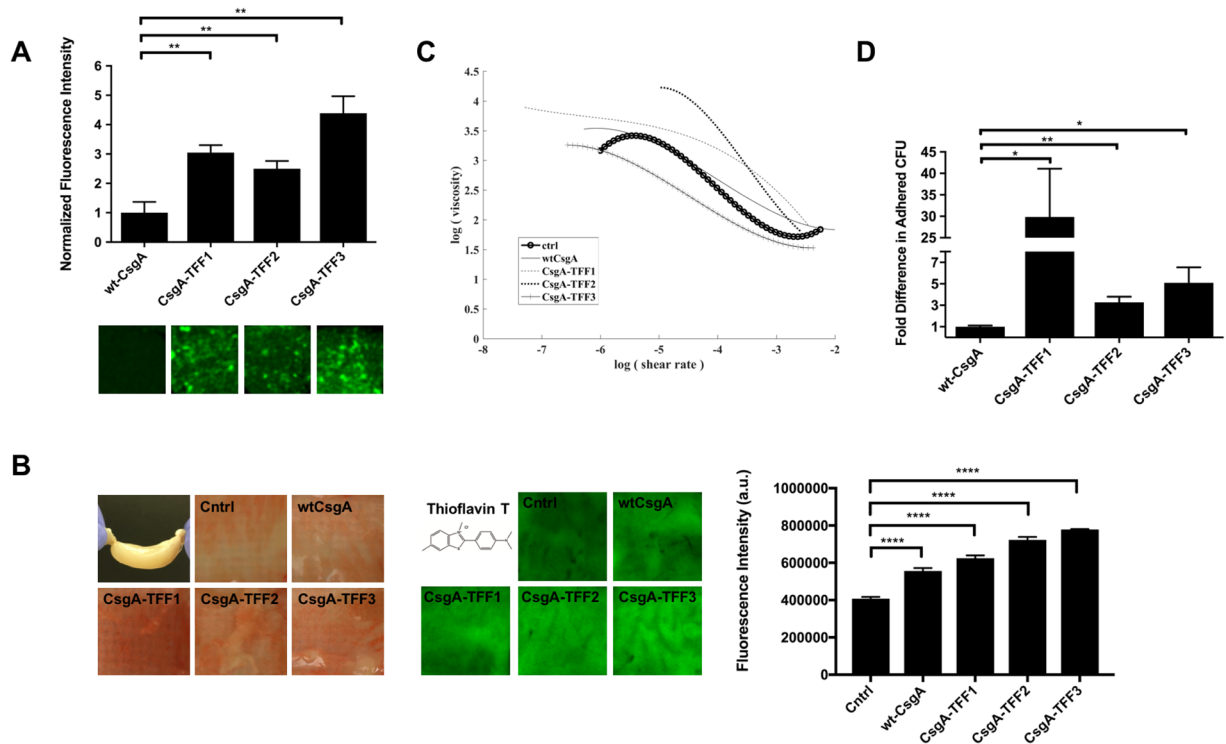 A
**
**
**
Normalized Fluorescence Intensity
6
5
4
3
2
1
0
wt-CsgA
CsgA-TFF1
CsgA-TFF2
CsgA-TFF3
C
4.5
4
3.5
3
2.5
2
1.5
1
0.5
0
log ( viscosity)
ctrl
wtCsgA
CsgA-TFF1
CsgA-TFF2
CsgA-TFF3
-8
-7
-6
-5
-4
-3
-2
log ( shear rate )
D
*
**
*
Fold Difference in Adhered CFU
45
40
35
30
25
7
5
3
1
wt-CsgA
CsgA-TFF1
CsgA-TFF2
CsgA-TFF3
B
Cntrl
wtCsgA
CsgA-TFF1
CsgA-TFF2
CsgA-TFF3
Thioflavin T
Cntrl
wtCsgA
CsgA-TFF1
CsgA-TFF2
CsgA-TFF3
****
****
****
****
Fluorescence Intensity (a.u.)
1000000
800000
600000
400000
200000
0
Cntrl
wt-CsgA
CsgA-TFF1
CsgA-TFF2
CsgA-TFF3